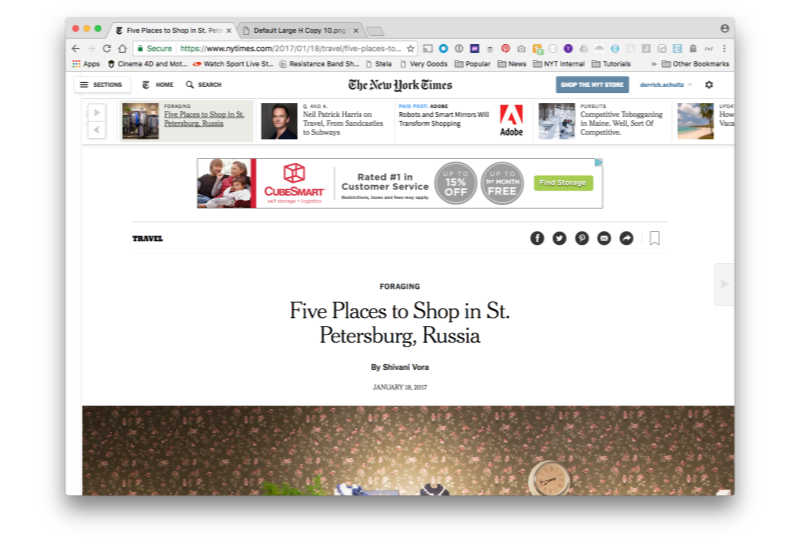 Five Places to Shop in St. Pete
Default Large H Copy 10.png
Secure https://www.nytimes.com/2017/01/18/travel/five-places-to...
Apps Cinema 4D and Mot... Watch Sport Live St... Resistance Band Sh... Stela Very Goods Popular News NYT Internal Tutorials » Other Bookmarks
SECTIONS HOME SEARCH
The New York Times
SHOP THE NYT STORE derrick.schultz
FORAGING
Five Places to Shop in St.
Petersburg, Russia
Q. AND A.
Neil Patrick Harris on
Travel, From Sandcastles
to Subways
PAID POST: ADOBE
Robots and Smart Mirrors Will
Transform Shopping
Adobe
PURSUITS
Competitive Tobogganing
in Maine. Well, Sort Of
Competitive.
UPDA
How
Vaca
CUBESMART
self storage + logistics
Rated #1 in
Customer Service
Restrictions, taxes and fees may apply.
UP TO
15%
OFF
UP TO
1ST MONTH
FREE
Find Storage
TRAVEL
FORAGING
Five Places to Shop in St.
Petersburg, Russia
By Shivani Vora
JANUARY 18, 2017